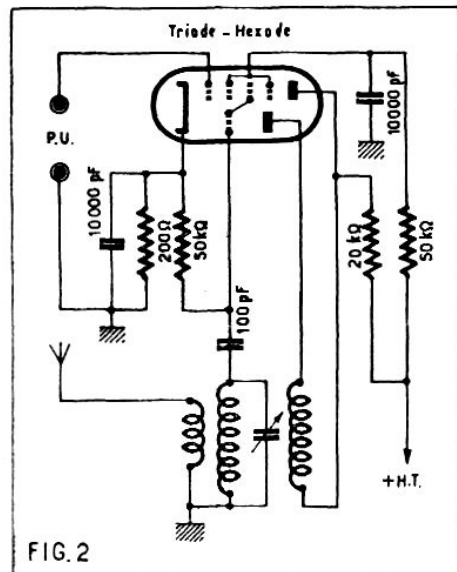 Triode - Hexode
P.U.
10000 pF
200Ω
50kΩ
100 pF
10000 pF
20 kΩ
50 kΩ
+H.T.
FIG. 2